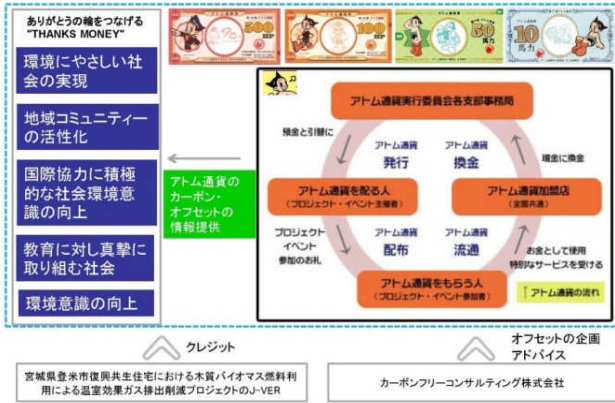 ありがとうの輪をつなげる
"THANKS MONEY"
環境にやさしい社
会の実現
地域コミュニティー
の活性化
国際協力に積極
的な社会環境意
識の向上
教育に対し真摯に
取り組む社会
環境意識の向上
500
馬力
100
馬力
50
馬力
10
馬力
アトム通貨の
カーボン・
オフセットの
情報提供
アトム通貨実行委員会各支部事務局
預金と引替に
アトム通貨
発行
アトム通貨
換金
現金に換金
アトム通貨を配る人
(プロジェクト・イベント主催者)
アトム通貨加盟店
(全国共通)
プロジェクト
イベント
参加のお礼
アトム通貨
配布
アトム通貨
流通
お金として使用
特別なサービスを受ける
アトム通貨をもらう人
(プロジェクト・イベント参加者)
↑アトム通貨の流れ
クレジット
オフセットの企画
アドバイス
宮城県登米市復興共生住宅における木質バイオマス燃料利
用による温室効果ガス排出削減プロジェクトのJ-VER
カーボンフリーコンサルティング株式会社